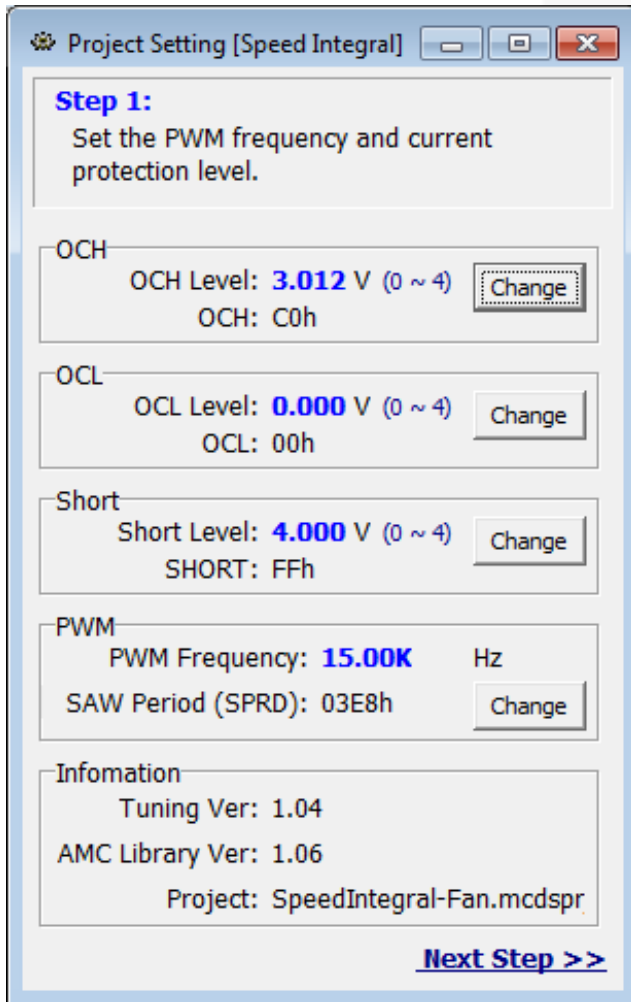 Project Setting [Speed Integral]
Step 1:
Set the PWM frequency and current
protection level.
OCH
OCH Level: 3.012 V (0 ~ 4) Change
OCH: C0h
OCL
OCL Level: 0.000 V (0 ~ 4) Change
OCL: 00h
Short
Short Level: 4.000 V (0 ~ 4) Change
SHORT: FFh
PWM
PWM Frequency: 15.00K Hz
SAW Period (SPRD): 03E8h Change
Infomation
Tuning Ver: 1.04
AMC Library Ver: 1.06
Project: SpeedIntegral-Fan.mcdspr
Next Step >>